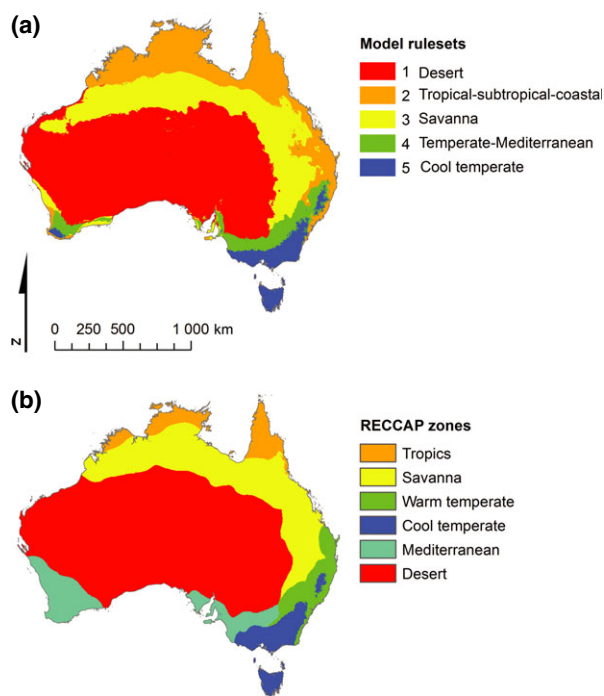 (a)
Model rulesets
1 Desert
2 Tropical-subtropical-coastal
3 Savanna
4 Temperate-Mediterranean
5 Cool temperate
N
0 250 500 1 000 km
(b)
RECCAP zones
Tropics
Savanna
Warm temperate
Cool temperate
Mediterranean
Desert